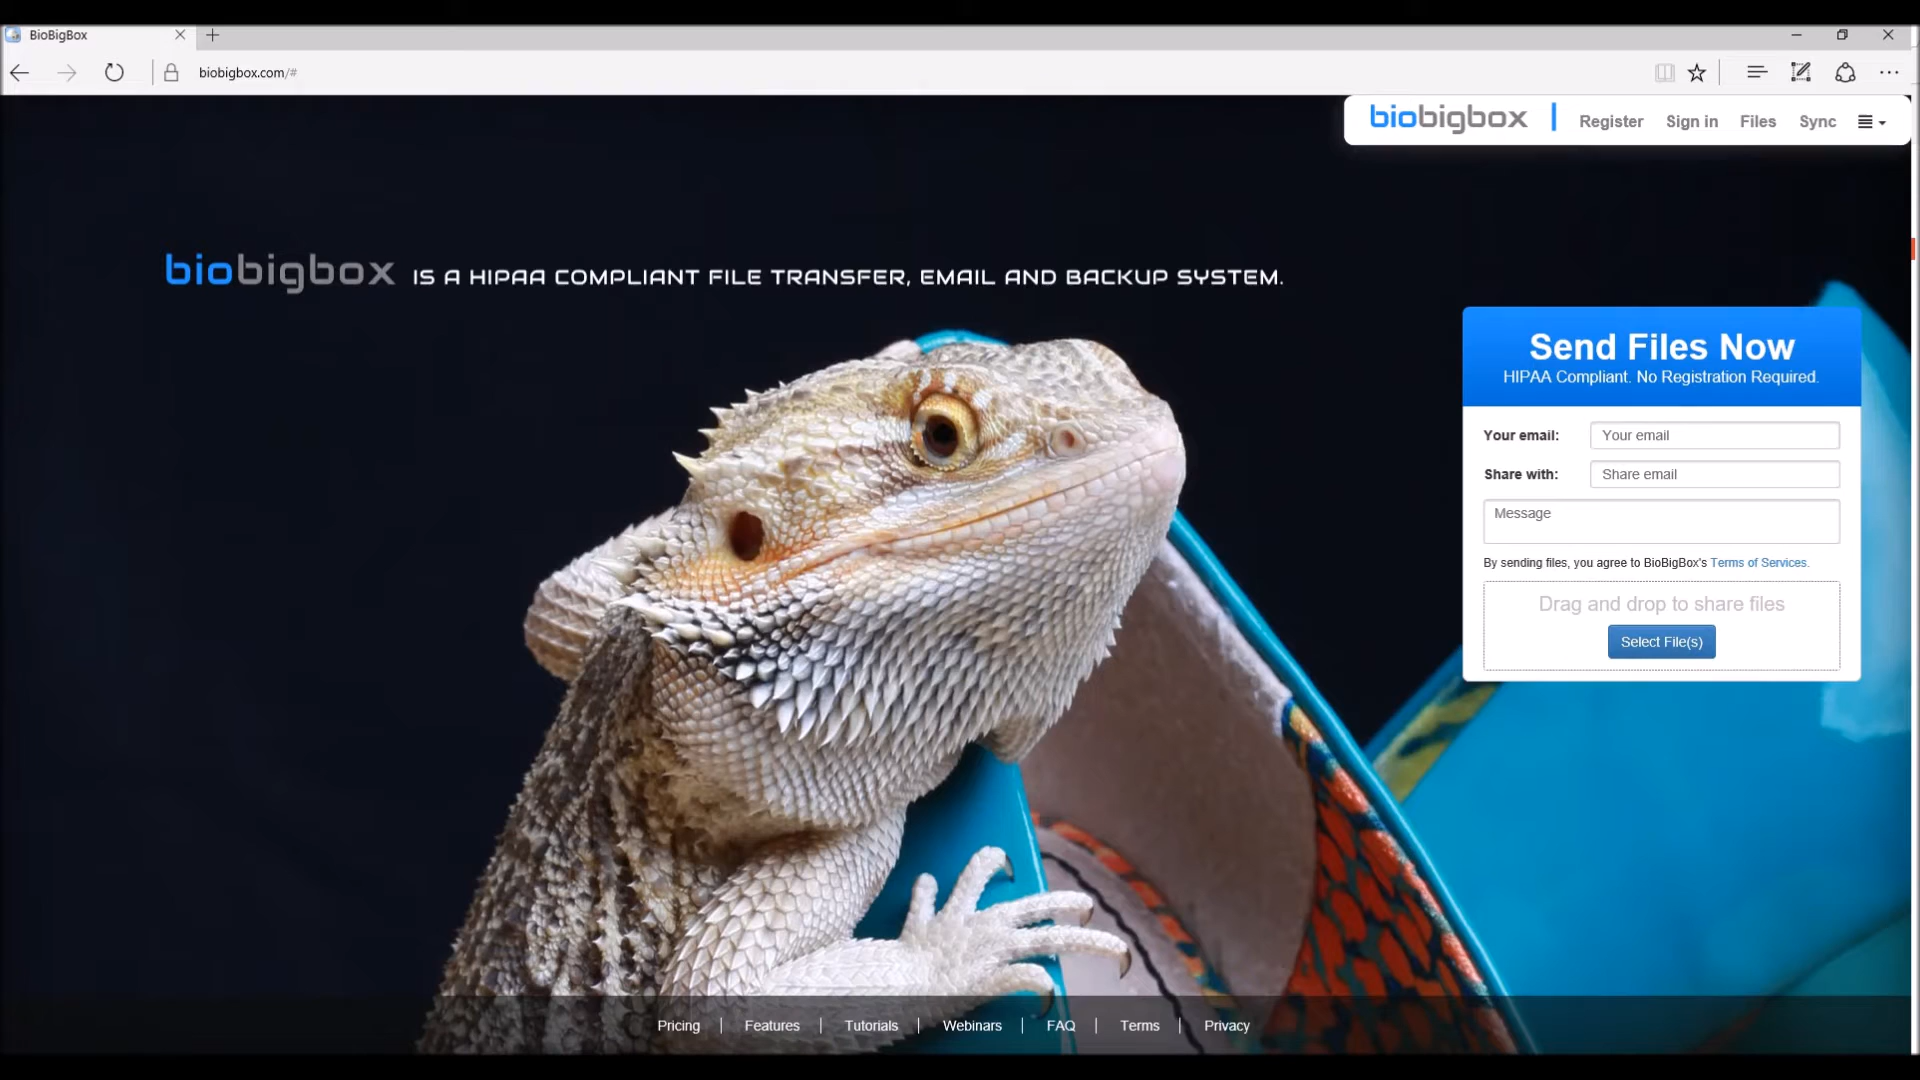 BioBigBox
biobigbox.com/#
biobigbox | Register Sign in Files Sync
biobigbox IS A HIPAA COMPLIANT FILE TRANSFER, EMAIL AND BACKUP SYSTEM.
Send Files Now
HIPAA Compliant. No Registration Required.
Your email: Your email
Share with: Share email
Message
By sending files, you agree to BioBigBox's Terms of Services.
Drag and drop to share files
Select File(s)
Pricing | Features | Tutorials | Webinars | FAQ | Terms | Privacy